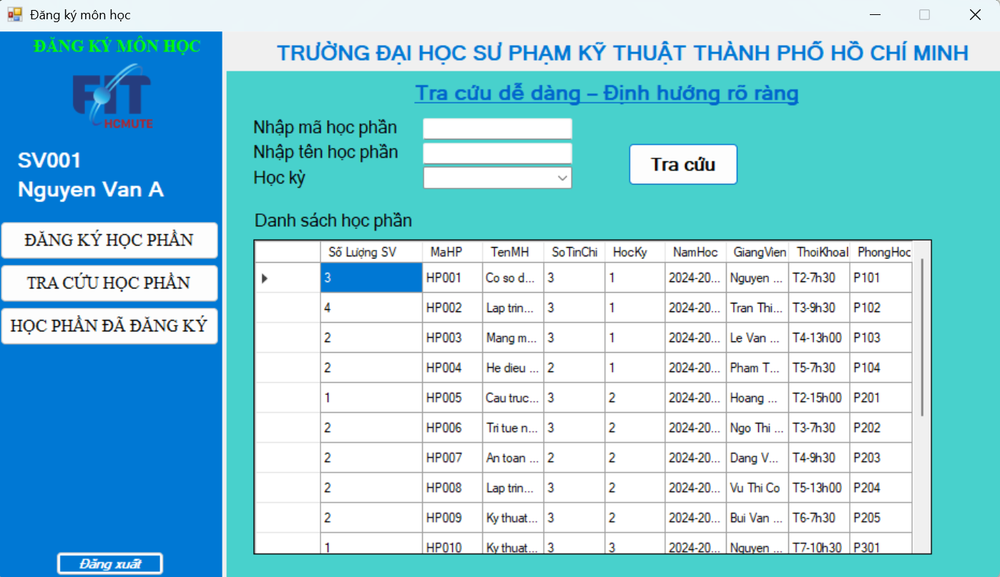 Đăng ký môn học
ĐĂNG KÝ MÔN HỌC
FIT
HCMUTE
SV001
Nguyen Van A
ĐĂNG KÝ HỌC PHẦN
TRA CỨU HỌC PHẦN
HỌC PHẦN ĐÃ ĐĂNG KÝ
Đăng xuất
TRƯỜNG ĐẠI HỌC SƯ PHẠM KỸ THUẬT THÀNH PHỐ HỒ CHÍ MINH
Tra cứu dễ dàng – Định hướng rõ ràng
Nhập mã học phần
Nhập tên học phần
Học kỳ
Tra cứu
Danh sách học phần
Số Lượng SV MaHP TenMH SoTinChi HocKy NamHoc GiangVien ThoiKhoaI PhongHoc
3 HP001 Co so d... 3 1 2024-20... Nguyen ... T2-7h30 P101
4 HP002 Lap trin... 3 1 2024-20... Tran Thi... T3-9h30 P102
2 HP003 Mang m... 3 1 2024-20... Le Van ... T4-13h00 P103
2 HP004 He dieu ... 2 1 2024-20... Pham T... T5-7h30 P104
1 HP005 Cau truc... 3 2 2024-20... Hoang ... T2-15h00 P201
2 HP006 Tri tue n... 3 2 2024-20... Ngo Thi ... T3-7h30 P202
2 HP007 An toan ... 2 2 2024-20... Dang V... T4-9h30 P203
2 HP008 Lap trin... 3 2 2024-20... Vu Thi Co T5-13h00 P204
2 HP009 Ky thuat... 3 2 2024-20... Bui Van ... T6-7h30 P205
1 HP010 Ky thuat... 3 3 2024-20... Nguyen ... T7-10h30 P301